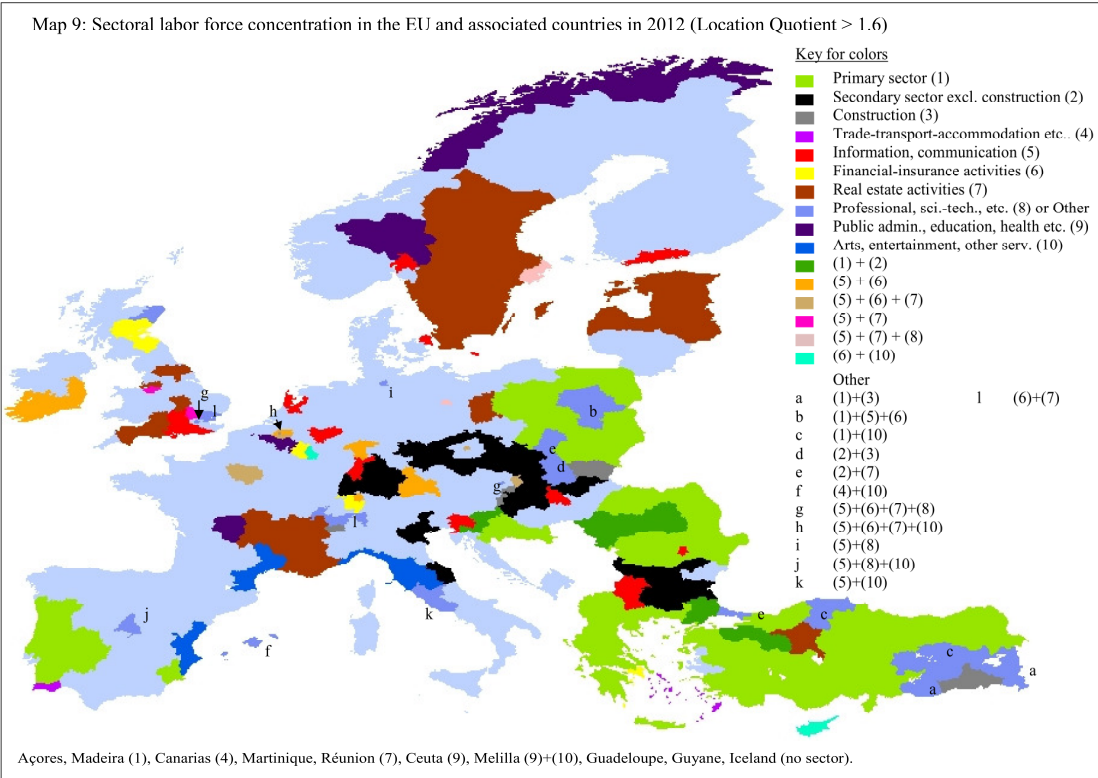 Map 9: Sectoral labor force concentration in the EU and associated countries in 2012 (Location Quotient > 1.6)
Key for colors
Primary sector (1)
Secondary sector excl. construction (2)
Construction (3)
Trade-transport-accommodation etc.. (4)
Information, communication (5)
Financial-insurance activities (6)
Real estate activities (7)
Professional, sci.-tech., etc. (8) or Other
Public admin., education, health etc. (9)
Arts, entertainment, other serv. (10)
(1) + (2)
(5) + (6)
(5) + (6) + (7)
(5) + (7)
(5) + (7) + (8)
(6) + (10)
Other
a (1)+(3) l (6)+(7)
b (1)+(5)+(6)
c (1)+(10)
d (2)+(3)
e (2)+(7)
f (4)+(10)
g (5)+(6)+(7)+(8)
h (5)+(6)+(7)+(10)
i (5)+(8)
j (5)+(8)+(10)
k (5)+(10)
g
l
h
i
b
e
d
g
l
k
j
f
e
c
c
a
a
Açores, Madeira (1), Canarias (4), Martinique, Réunion (7), Ceuta (9), Melilla (9)+(10), Guadeloupe, Guyane, Iceland (no sector).